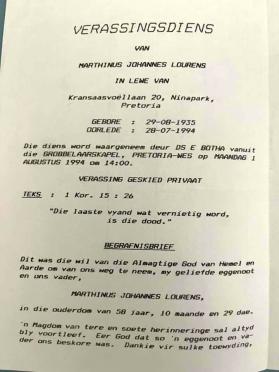 VERASSINGSDIENS
VAN
MARTHINUS JOHANNES LOURENS
IN LEWE VAN
Kransaasvoëllaan 20, Ninapark,
Pretoria
GEBORE : 29-08-1935
OORLEDE : 28-07-1994
Die diens word waargeneem deur DS E BOTHA vanuit
die GROBBELAARSKAPEL, PRETORIA-WES op MAANDAG 1
AUGUSTUS 1994 om 14:00.
VERASSING GESKIED PRIVAAT
TEKS : 1 Kor. 15 : 26
"Die laaste vyand wat vernietig word,
is die dood."
BEGRAFNISBRIEF
Dit was die wil van die Almagtige God van Hemel en
Aarde om van ons weg te neem, my geliefde eggenoot
en ons vader,
MARTHINUS JOHANNES LOURENS,
in die ouderdom van 58 jaar, 10 maande en 29 dae.
'n Magdom van tere en soete herinneringe sal altyd
bly voortleef. Eer God dat so 'n eggenoot en va-
der ons beskore was. Dankie vir sulke toewyding,